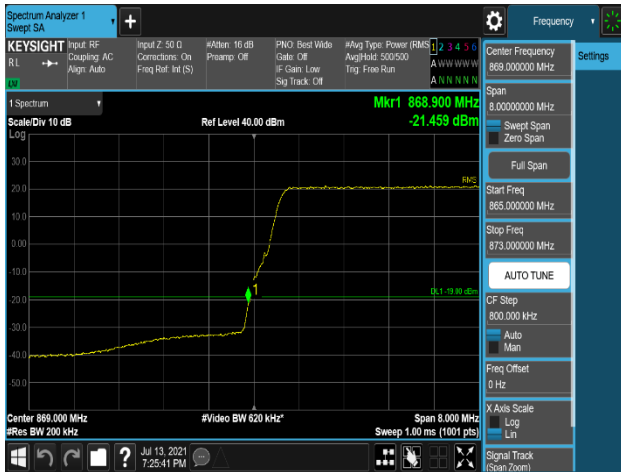 Spectrum Analyzer 1
Swept SA
+
Frequency
KEYSIGHT
RL
Input: RF
Coupling: AC
Align: Auto
Input Z: 50 Ω
Corrections: On
Freq Ref: Int (S)
#Atten: 16 dB
Preamp: Off
PNO: Best Wide
Gate: Off
IF Gain: Low
Sig Track: Off
#Avg Type: Power (RMS
Avg|Hold: 500/500
Trig: Free Run
1 2 3 4 5 6
A W W W W W
A N N N N N
1 Spectrum
Scale/Div 10 dB
Log
Ref Level 40.00 dBm
Mkr1 868.900 MHz
-21.459 dBm
30.0
20.0
10.0
0.00
-10.0
-20.0
-30.0
-40.0
-50.0
RMS
1
DL1 -19.00 dBm
Center 869.000 MHz
#Res BW 200 kHz
#Video BW 620 kHz*
Span 8.000 MHz
Sweep 1.00 ms (1001 pts)
?
Jul 13, 2021
7:25:41 PM
Center Frequency
869.000000 MHz
Span
8.00000000 MHz
Swept Span
Zero Span
Full Span
Start Freq
865.000000 MHz
Stop Freq
873.000000 MHz
AUTO TUNE
CF Step
800.000 kHz
Auto
Man
Freq Offset
0 Hz
X Axis Scale
Log
Lin
Signal Track
(Span Zoom)
Settings